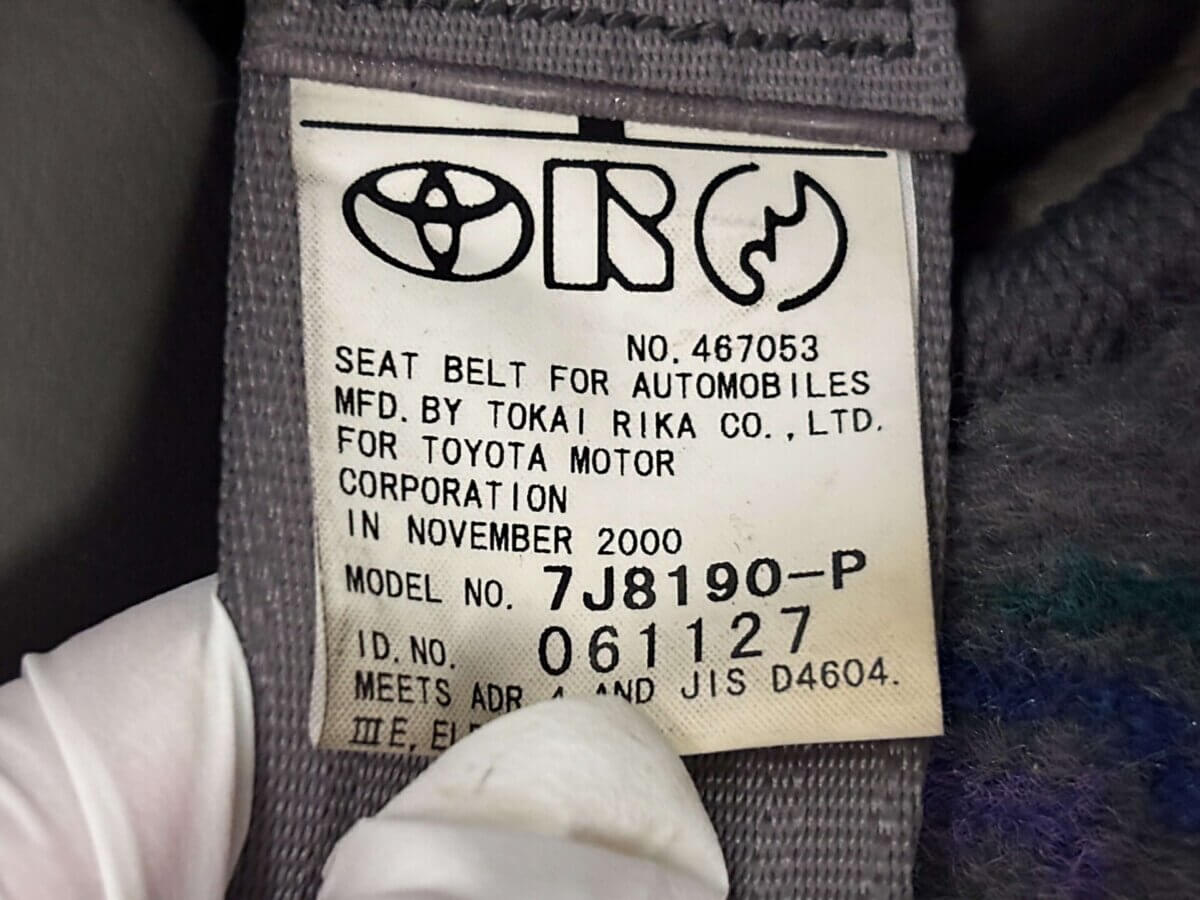 NO. 467053
SEAT BELT FOR AUTOMOBILES
MFD. BY TOKAI RIKA CO., LTD.
FOR TOYOTA MOTOR
CORPORATION
IN NOVEMBER 2000
MODEL NO. 7J8190-P
ID. NO. 061127
MEETS ADR AND JIS D4604.
III E,